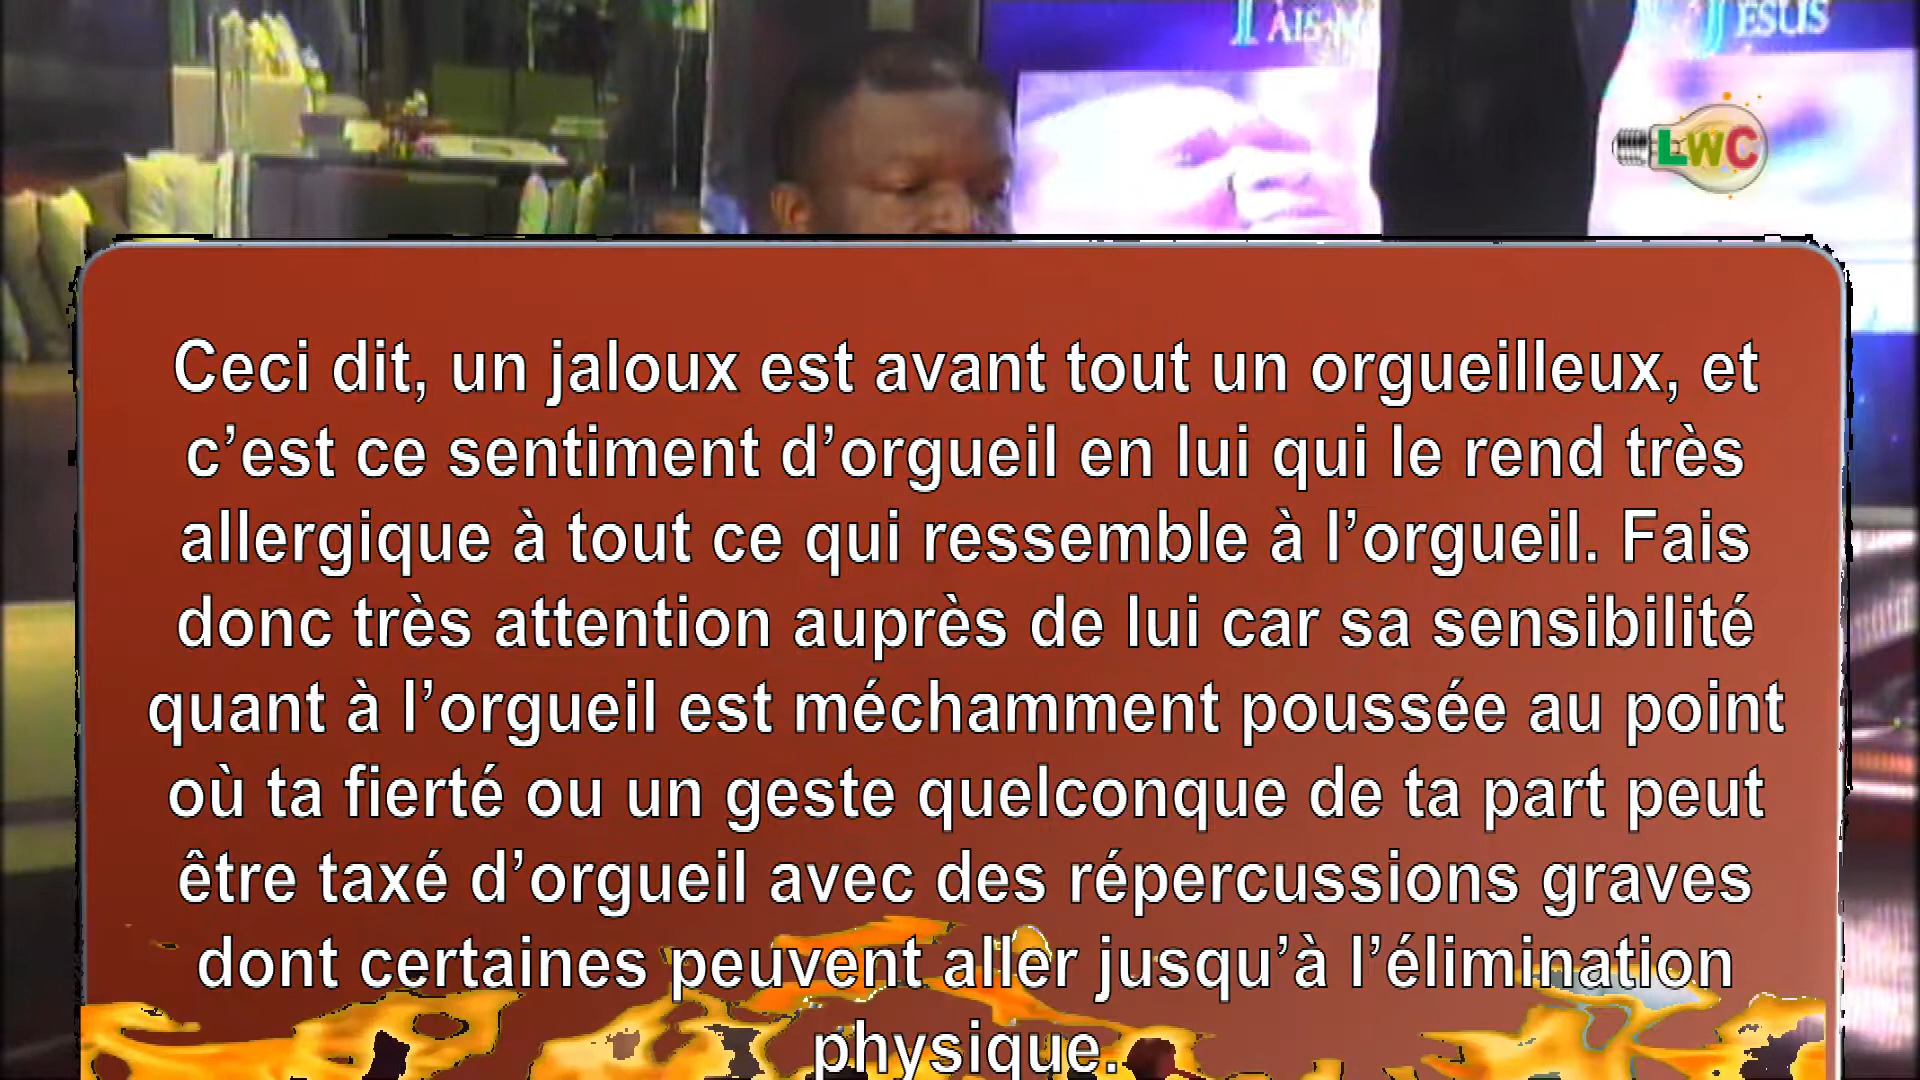 JÉSUS
LWC
Ceci dit, un jaloux est avant tout un orgueilleux, et
c’est ce sentiment d’orgueil en lui qui le rend très
allergique à tout ce qui ressemble à l’orgueil. Fais
donc très attention auprès de lui car sa sensibilité
quant à l’orgueil est méchamment poussée au point
où ta fierté ou un geste quelconque de ta part peut
être taxé d’orgueil avec des répercussions graves
dont certaines peuvent aller jusqu’à l’élimination
physique.